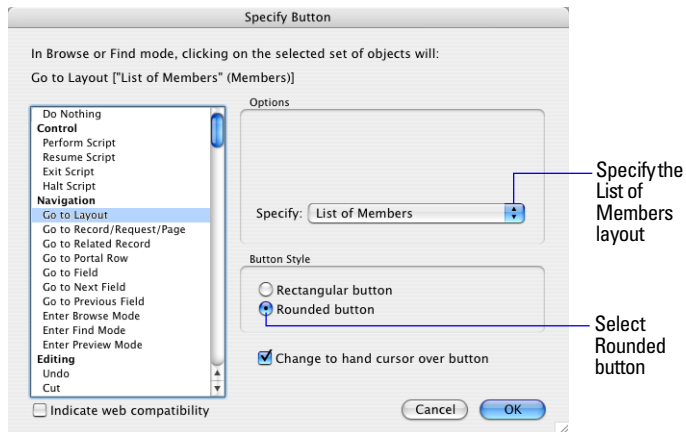 Specify Button
In Browse or Find mode, clicking on the selected set of objects will:
Go to Layout ["List of Members" (Members)]
Do Nothing
Control
Perform Script
Resume Script
Exit Script
Halt Script
Navigation
Go to Layout
Go to Record/Request/Page
Go to Related Record
Go to Portal Row
Go to Field
Go to Next Field
Go to Previous Field
Enter Browse Mode
Enter Find Mode
Enter Preview Mode
Editing
Undo
Cut
Indicate web compatibility
Options
Specify: List of Members
Button Style
Rectangular button
Rounded button
Change to hand cursor over button
Cancel OK
Specify the
List of
Members
layout
Select
Rounded
button